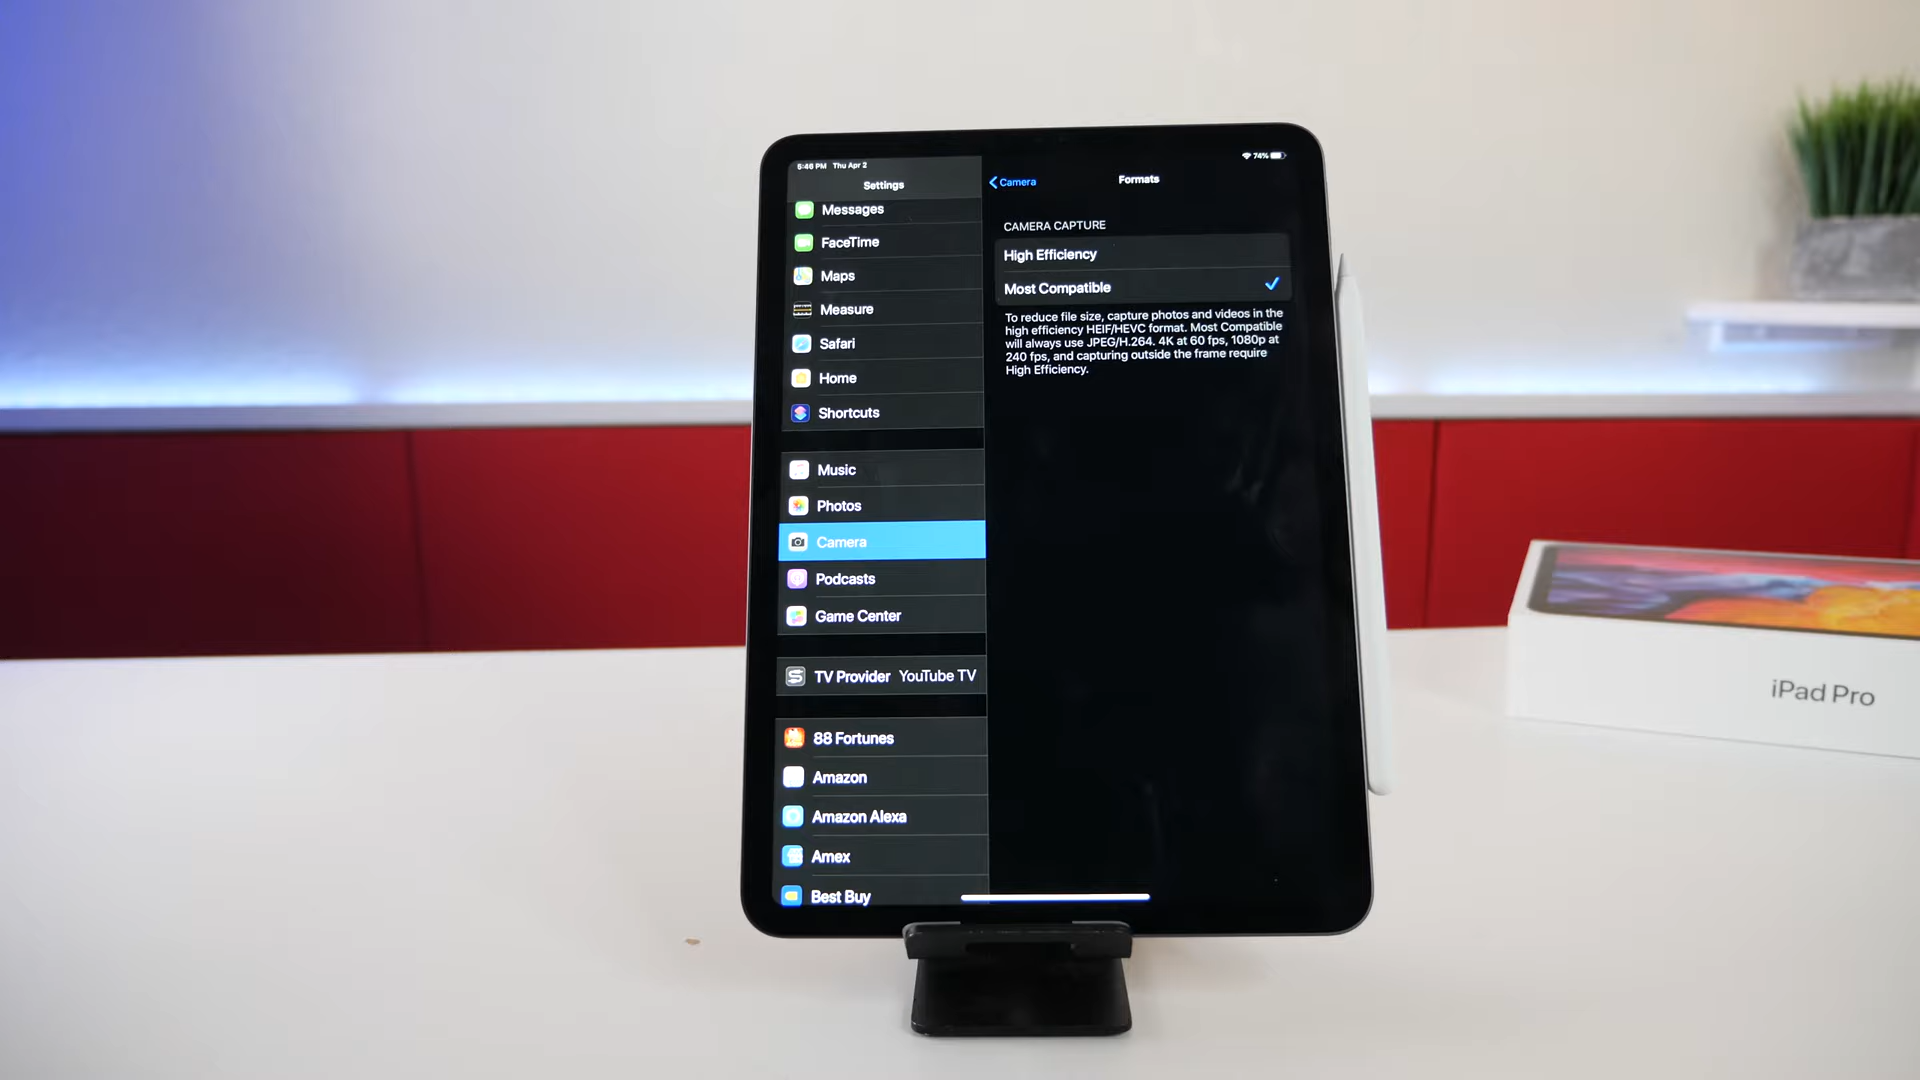 5:46 PM Thu Apr 2
74%
Settings
Messages
FaceTime
Maps
Measure
Safari
Home
Shortcuts
Music
Photos
Camera
Podcasts
Game Center
TV Provider YouTube TV
88 Fortunes
Amazon
Amazon Alexa
Amex
Best Buy
Camera
Formats
CAMERA CAPTURE
High Efficiency
Most Compatible
To reduce file size, capture photos and videos in the
high efficiency HEIF/HEVC format. Most Compatible
will always use JPEG/H.264. 4K at 60 fps, 1080p at
240 fps, and capturing outside the frame require
High Efficiency.
iPad Pro